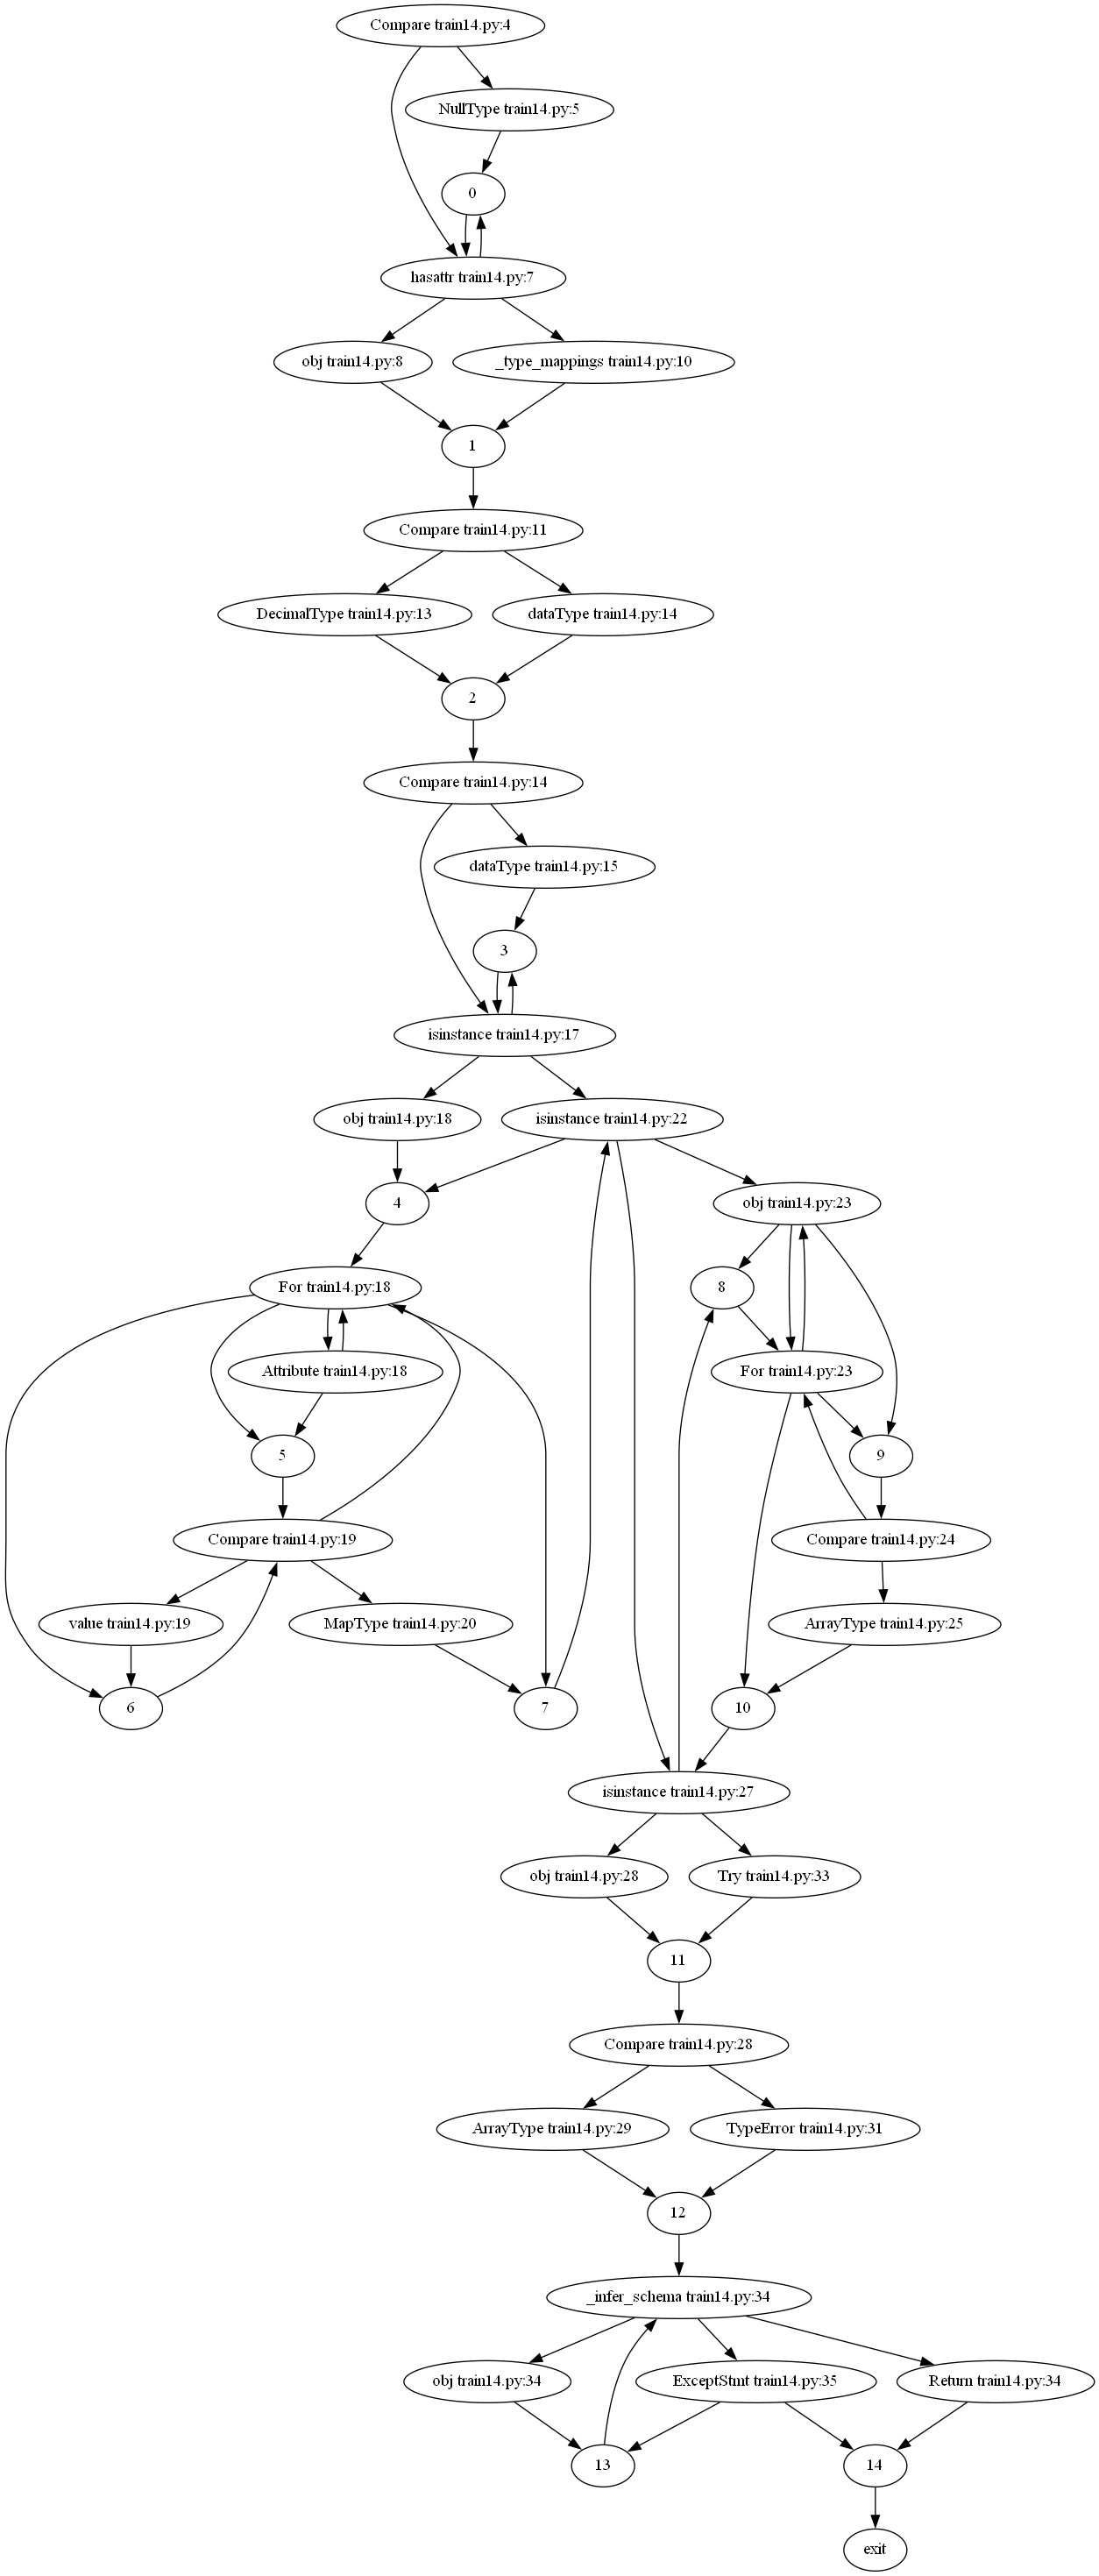 Compare train14.py:4
NullType train14.py:5
0
hasattr train14.py:7
obj train14.py:8
_type_mappings train14.py:10
1
Compare train14.py:11
DecimalType train14.py:13
dataType train14.py:14
2
Compare train14.py:14
dataType train14.py:15
3
isinstance train14.py:17
obj train14.py:18
isinstance train14.py:22
4
obj train14.py:23
For train14.py:18
8
Attribute train14.py:18
For train14.py:23
5
9
Compare train14.py:19
Compare train14.py:24
value train14.py:19
MapType train14.py:20
ArrayType train14.py:25
6
7
10
isinstance train14.py:27
obj train14.py:28
Try train14.py:33
11
Compare train14.py:28
ArrayType train14.py:29
TypeError train14.py:31
12
_infer_schema train14.py:34
obj train14.py:34
ExceptStmt train14.py:35
Return train14.py:34
13
14
exit